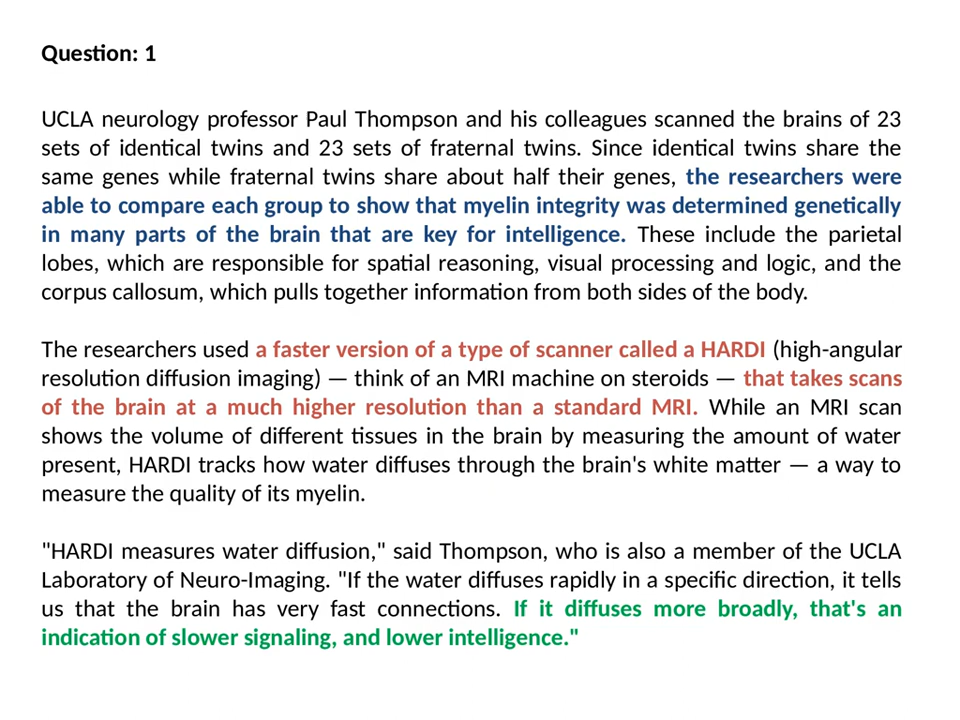 Question: 1
UCLA neurology professor Paul Thompson and his colleagues scanned the brains of 23
sets of identical twins and 23 sets of fraternal twins. Since identical twins share the
same genes while fraternal twins share about half their genes, the researchers were
able to compare each group to show that myelin integrity was determined genetically
in many parts of the brain that are key for intelligence. These include the parietal
lobes, which are responsible for spatial reasoning, visual processing and logic, and the
corpus callosum, which pulls together information from both sides of the body.
The researchers used a faster version of a type of scanner called a HARDI (high-angular
resolution diffusion imaging) — think of an MRI machine on steroids — that takes scans
of the brain at a much higher resolution than a standard MRI. While an MRI scan
shows the volume of different tissues in the brain by measuring the amount of water
present, HARDI tracks how water diffuses through the brain's white matter — a way to
measure the quality of its myelin.
"HARDI measures water diffusion," said Thompson, who is also a member of the UCLA
Laboratory of Neuro-Imaging. "If the water diffuses rapidly in a specific direction, it tells
us that the brain has very fast connections. If it diffuses more broadly, that's an
indication of slower signaling, and lower intelligence."